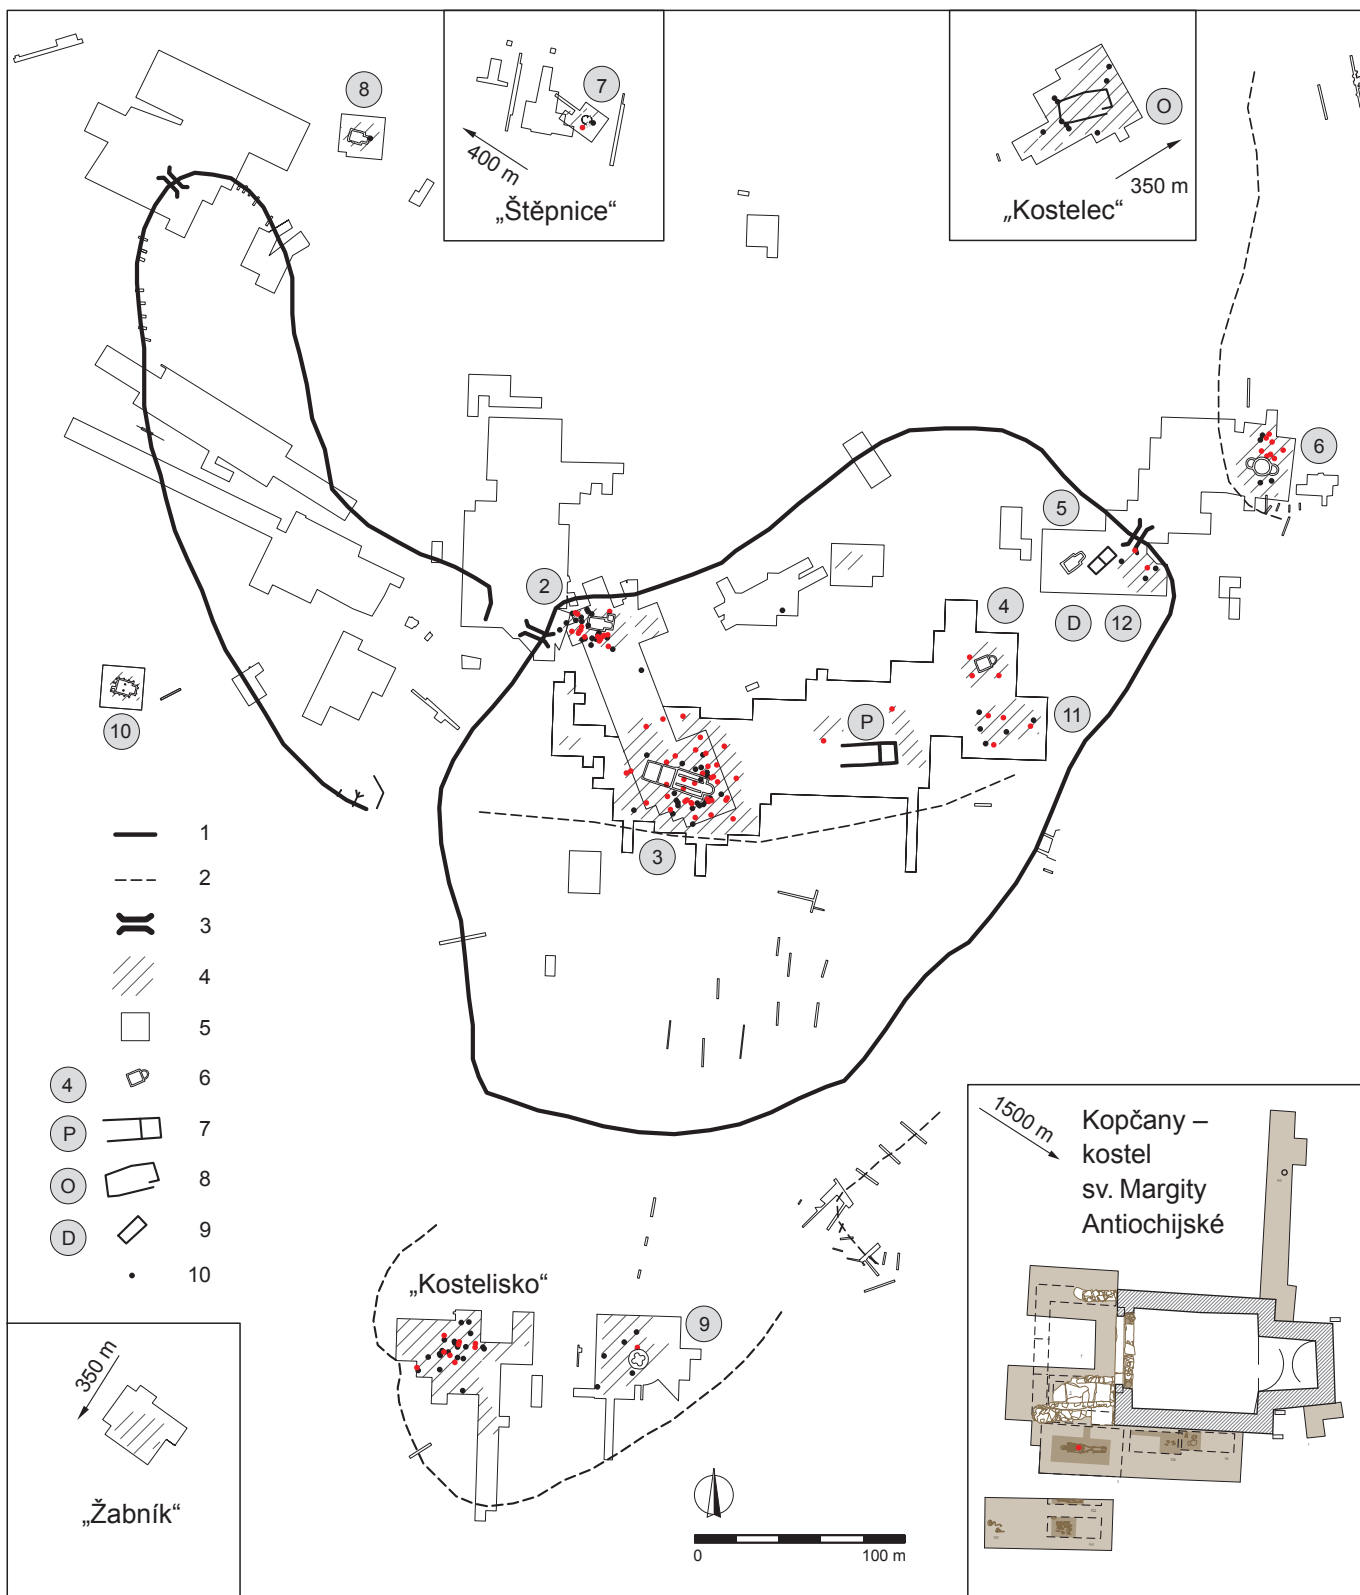 8
7
400 m
„Štěpnice“
O
350 m
„Kostelec“
6
5
2
4
D
12
10
P
11
3
1
2
3
4
5
4
6
P
7
O
8
D
9
10
1500 m
Kopčany –
kostel
sv. Margity
Antiochijské
„Kostelisko“
9
350 m
„Žabník“
0
100 m